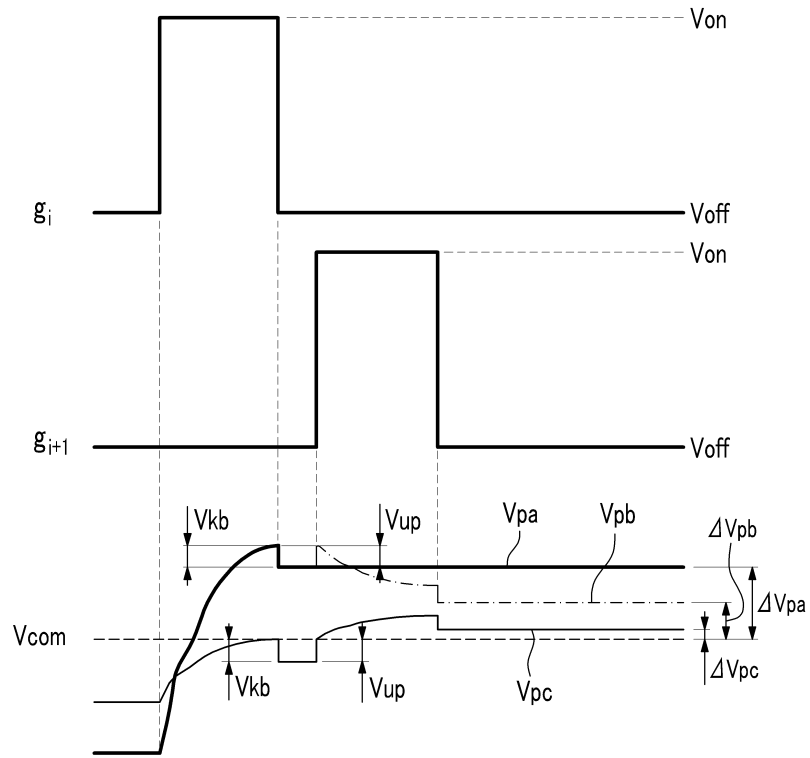 Von
gi
Voff
Von
gi+1
Voff
Vkb
Vup
Vpa
Vpb
ΔVpb
ΔVpa
Vcom
Vkb
Vup
Vpc
ΔVpc